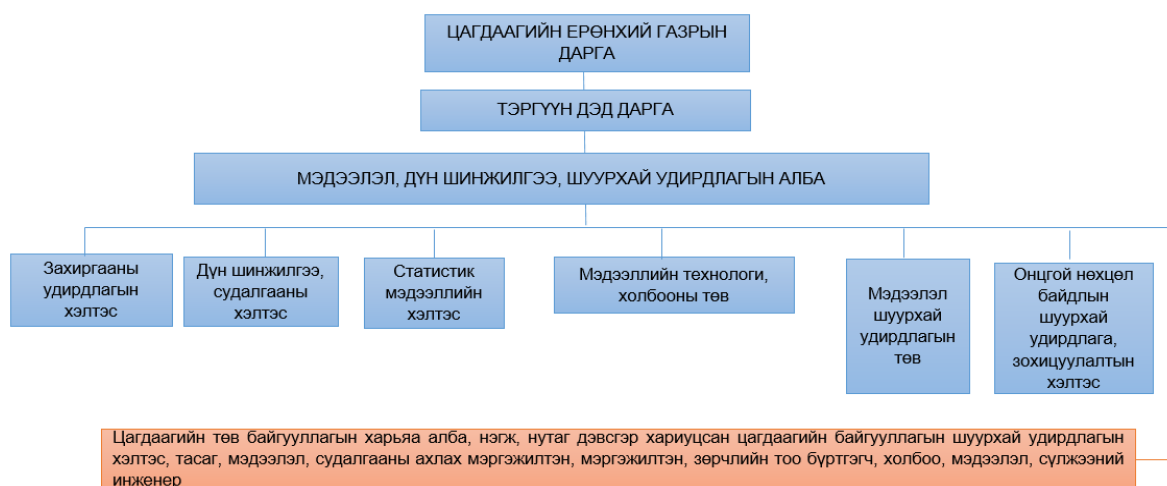 ЦАГДААГИЙН ЕРӨНХИЙ ГАЗРЫН
ДАРГА
ТЭРГҮҮН ДЭД ДАРГА
МЭДЭЭЛЭЛ, ДҮН ШИНЖИЛГЭЭ, ШУУРХАЙ УДИРДЛАГЫН АЛБА
Захиргааны
удирдлагын
хэлтэс
Дүн шинжилгээ,
судалгааны
хэлтэс
Статистик
мэдээллийн
хэлтэс
Мэдээллийн технологи,
холбооны төв
Мэдээлэл
шуурхай
удирдлагын
төв
Онцгой нөхцөл
байдлын
шуурхай
удирдлага,
зохицуулалтын
хэлтэс
Цагдаагийн төв байгууллагын харьяа алба, нэгж, нутаг дэвсгэр хариуцсан цагдаагийн байгууллагын шуурхай удирдлагын
хэлтэс, тасаг, мэдээлэл, судалгааны ахлах мэргэжилтэн, мэргэжилтэн, зөрчлийн тоо бүртгэгч, холбоо, мэдээлэл, сүлжээний
инженер